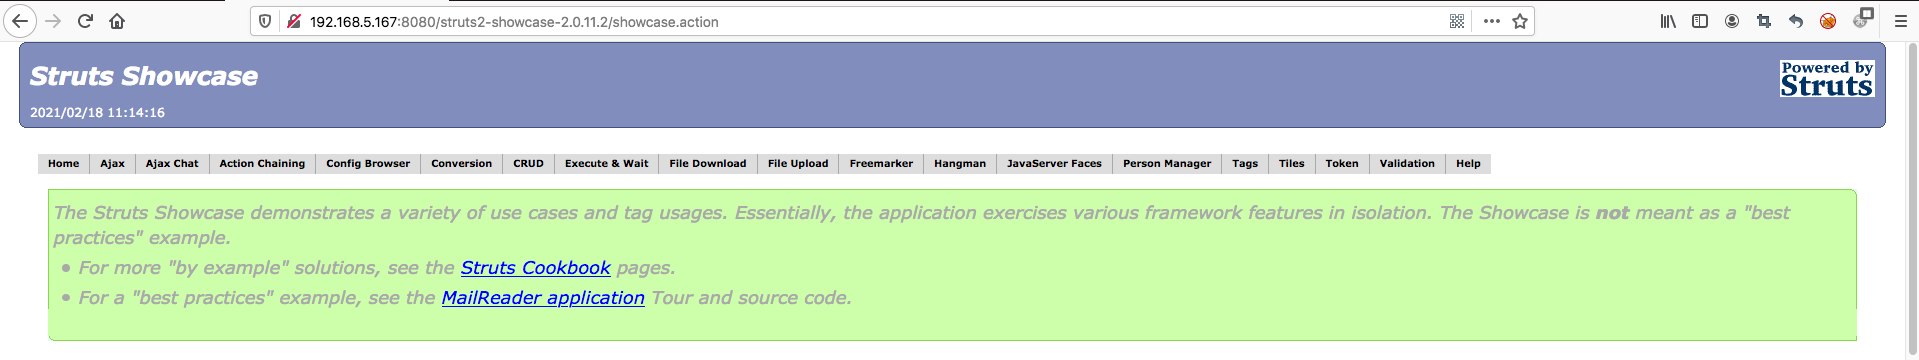 192.168.5.167:8080/struts2-showcase-2.0.11.2/showcase.action
Struts Showcase
Powered by
Struts
2021/02/18 11:14:16
Home Ajax Ajax Chat Action Chaining Config Browser Conversion CRUD Execute & Wait File Download File Upload Freemarker Hangman JavaServer Faces Person Manager Tags Tiles Token Validation Help
The Struts Showcase demonstrates a variety of use cases and tag usages. Essentially, the application exercises various framework features in isolation. The Showcase is not meant as a "best
practices" example.
• For more "by example" solutions, see the Struts Cookbook pages.
• For a "best practices" example, see the MailReader application Tour and source code.